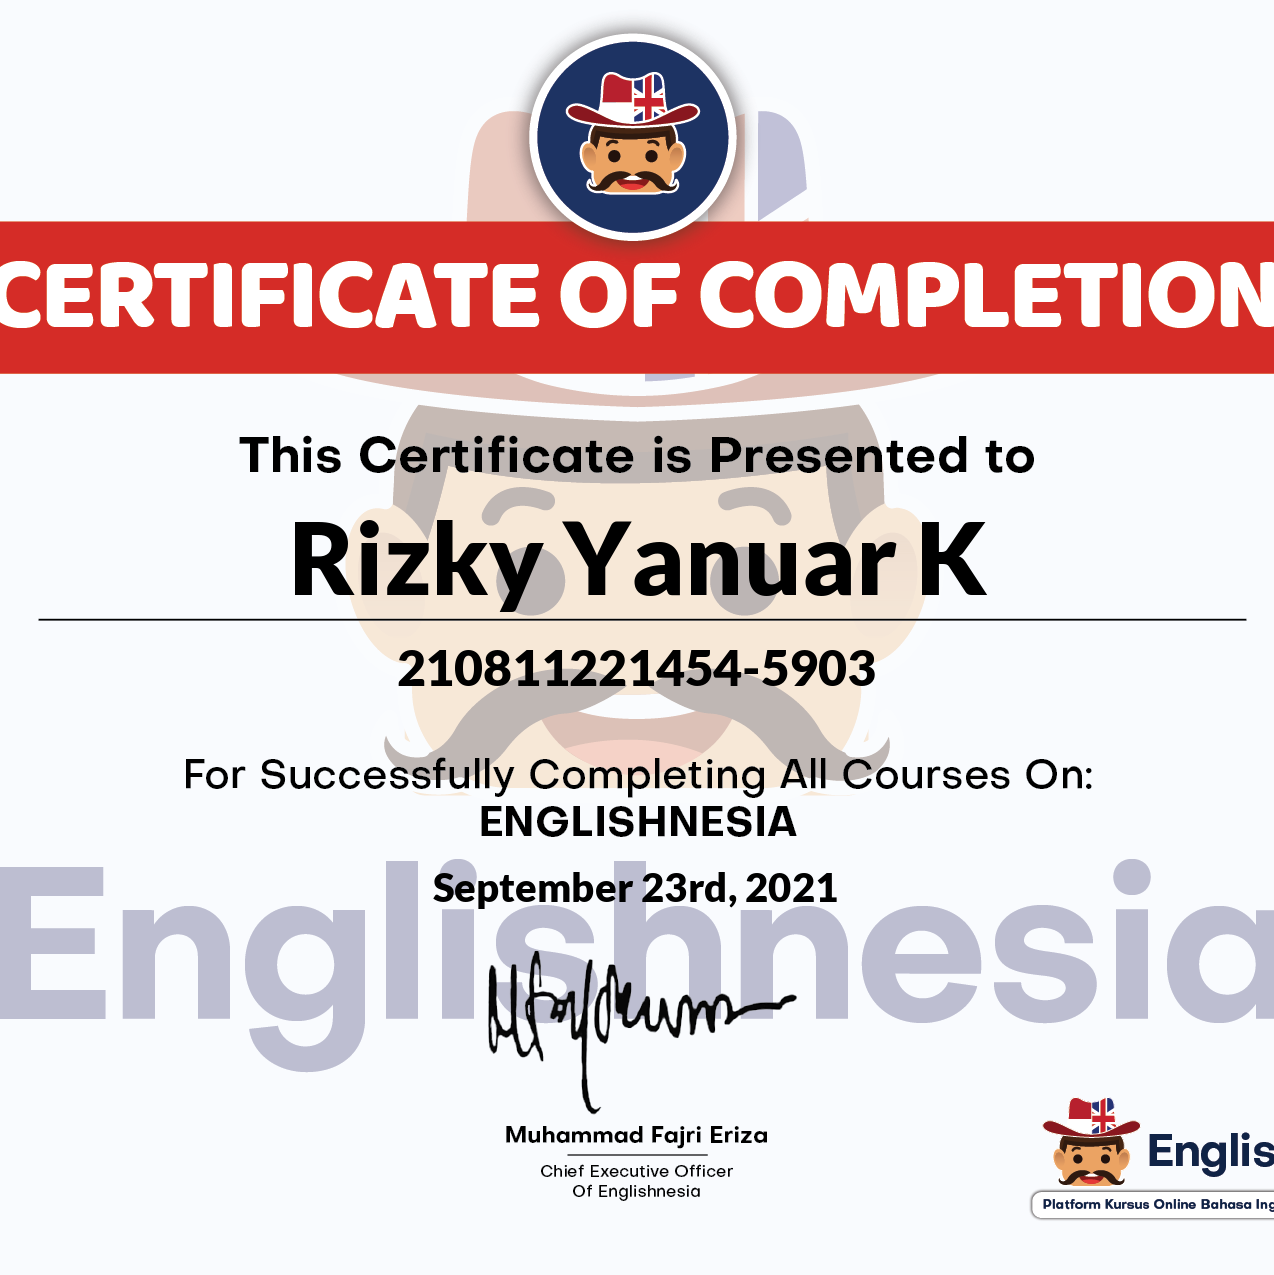 CERTIFICATE OF COMPLETION
This Certificate is Presented to
Rizky Yanuar K
210811221454-5903
For Successfully Completing All Courses On:
ENGLISHNESIA
September 23rd, 2021
Englishnesia
Muhammad Fajri Eriza
Chief Executive Officer
Of Englishnesia
Englis
Platform Kursus Online Bahasa Ing